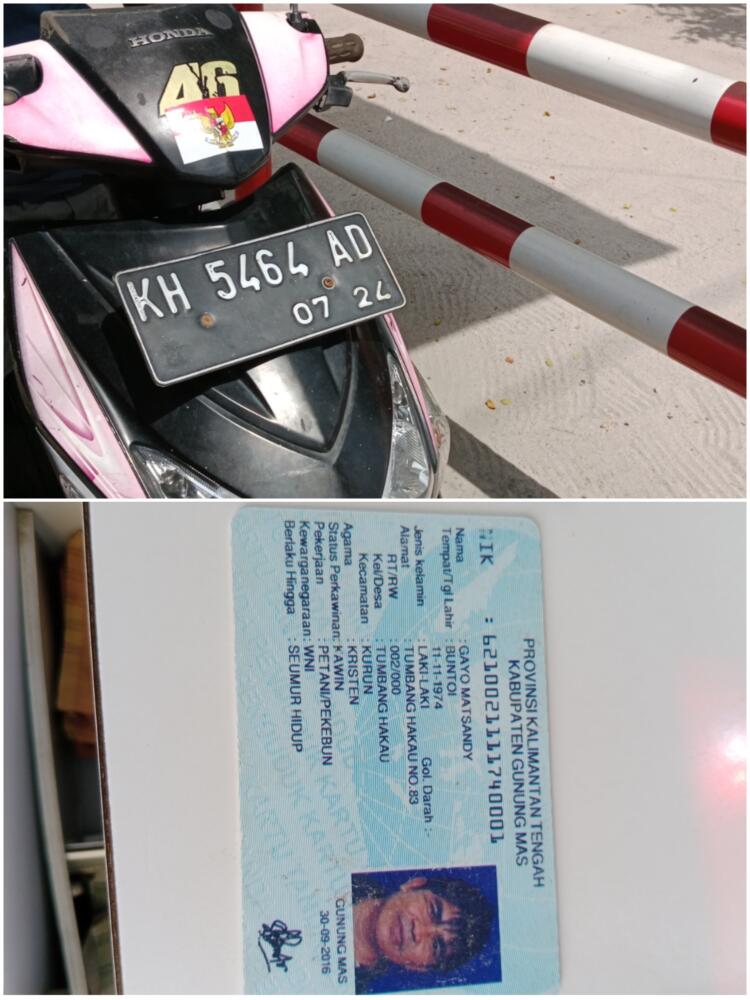 HONDA
46
KH 5464 AD
07 24
PROVINSI KALIMANTAN TENGAH
KABUPATEN GUNUNG MAS
NIK : 6210021111740001
Nama : GAYO MATSANDY
Tempat/Tgl Lahir : BUNTOI
11-11-1974
Jenis kelamin : LAKI-LAKI Gol. Darah :-
Alamat : TUMBANG HAKAU NO.83
RT/RW : 002/000
Kel/Desa : TUMBANG HAKAU
Kecamatan : KURUN
Agama : KRISTEN
Status Perkawinan: KAWIN
Pekerjaan : PETANI/PEKEBUN
Kewarganegaraan: WNI
Berlaku Hingga : SEUMUR HIDUP
GUNUNG MAS
30-09-2016